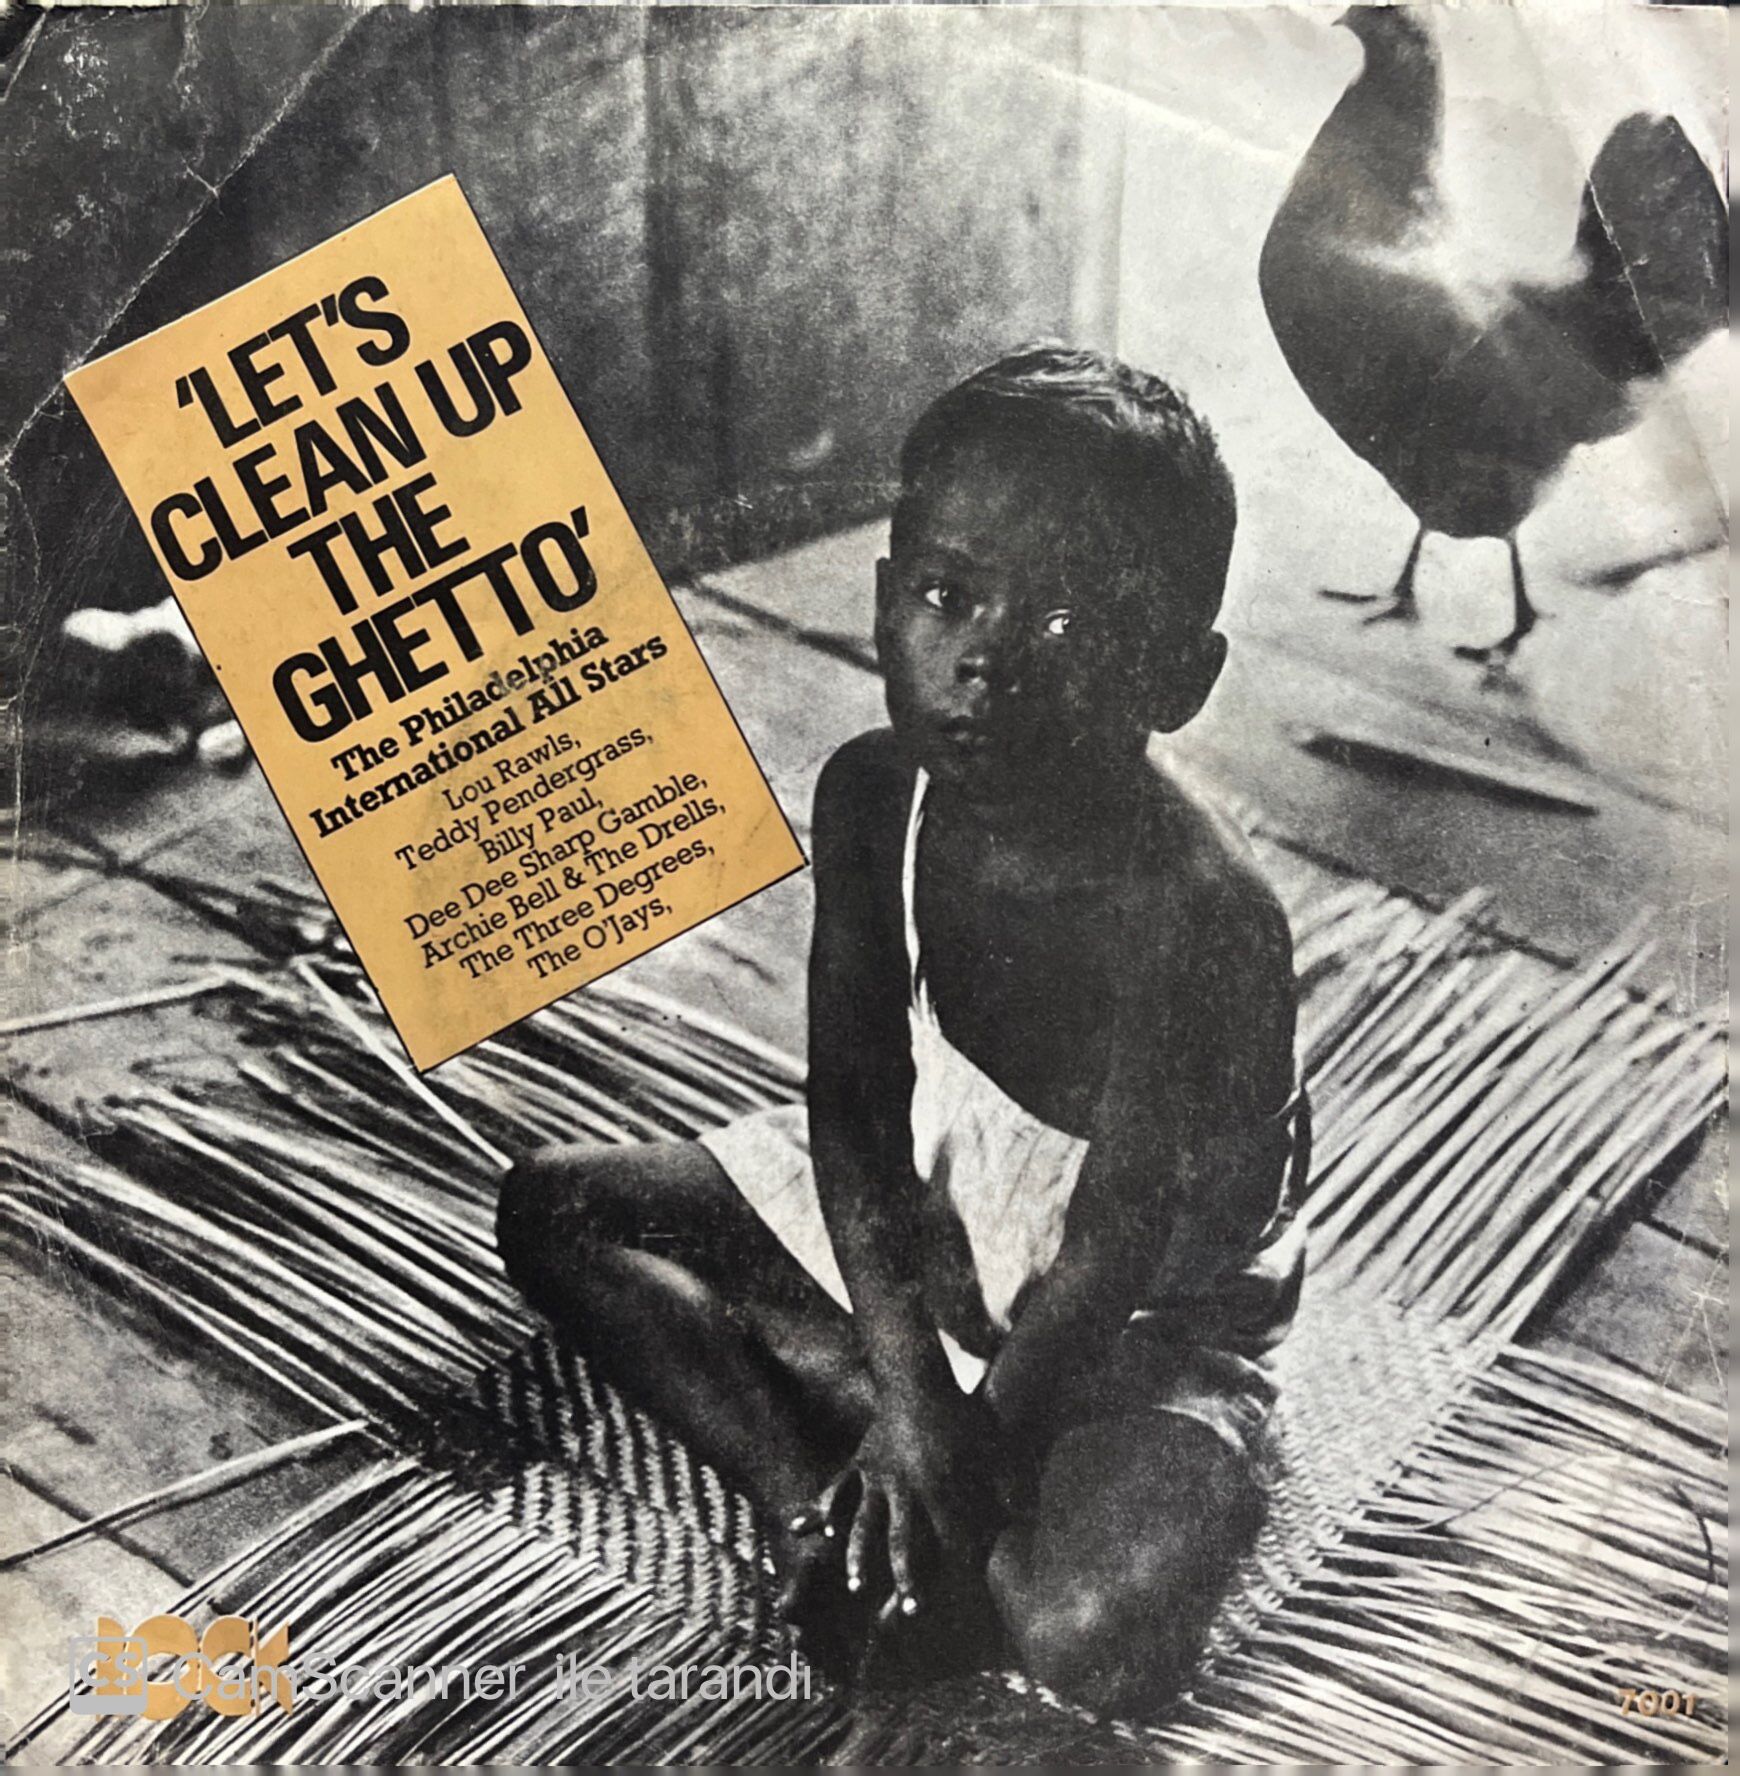 'LET'S
CLEAN UP
THE
GHETTO'
The Philadelphia
International All Stars
Lou Rawls,
Teddy Pendergrass,
Billy Paul,
Dee Dee Sharp Gamble,
Archie Bell & The Drells,
The Three Degrees,
The O'Jays,
CS CamScanner ile tarandı
7001